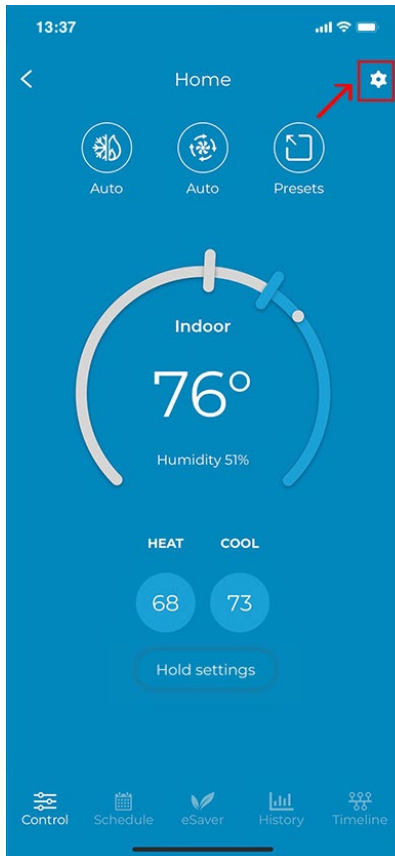 13:37
Home
Auto
Auto
Presets
Indoor
76°
Humidity 51%
HEAT COOL
68 73
Hold settings
Control Schedule eSaver History Timeline